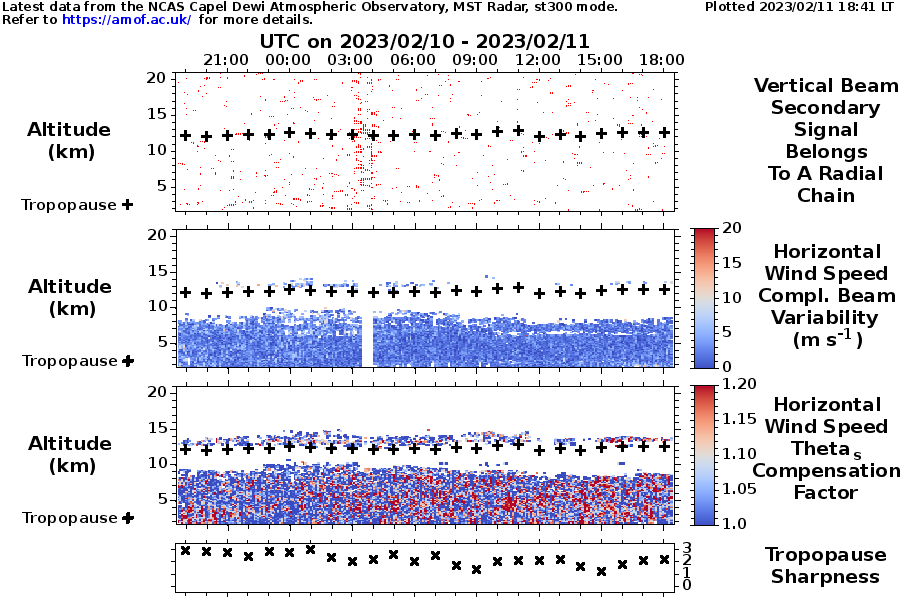 Latest data from the NCAS Capel Dewi Atmospheric Observatory, MST Radar, st300 mode.
Plotted 2023/02/11 18:41 LT
Refer to https://amof.ac.uk/ for more details.
UTC on 2023/02/10 - 2023/02/11
21:00 00:00 03:00 06:00 09:00 12:00 15:00 18:00
20
15
10
5
Altitude
(km)
Tropopause +
Vertical Beam
Secondary
Signal
Belongs
To A Radial
Chain
20
15
10
5
Altitude
(km)
Tropopause +
20
15
10
5
0
Horizontal
Wind Speed
Compl. Beam
Variability
(m s-1)
20
15
10
5
Altitude
(km)
Tropopause +
1.20
1.15
1.10
1.05
1.0
Horizontal
Wind Speed
Theta s
Compensation
Factor
3
2
1
0
Tropopause
Sharpness